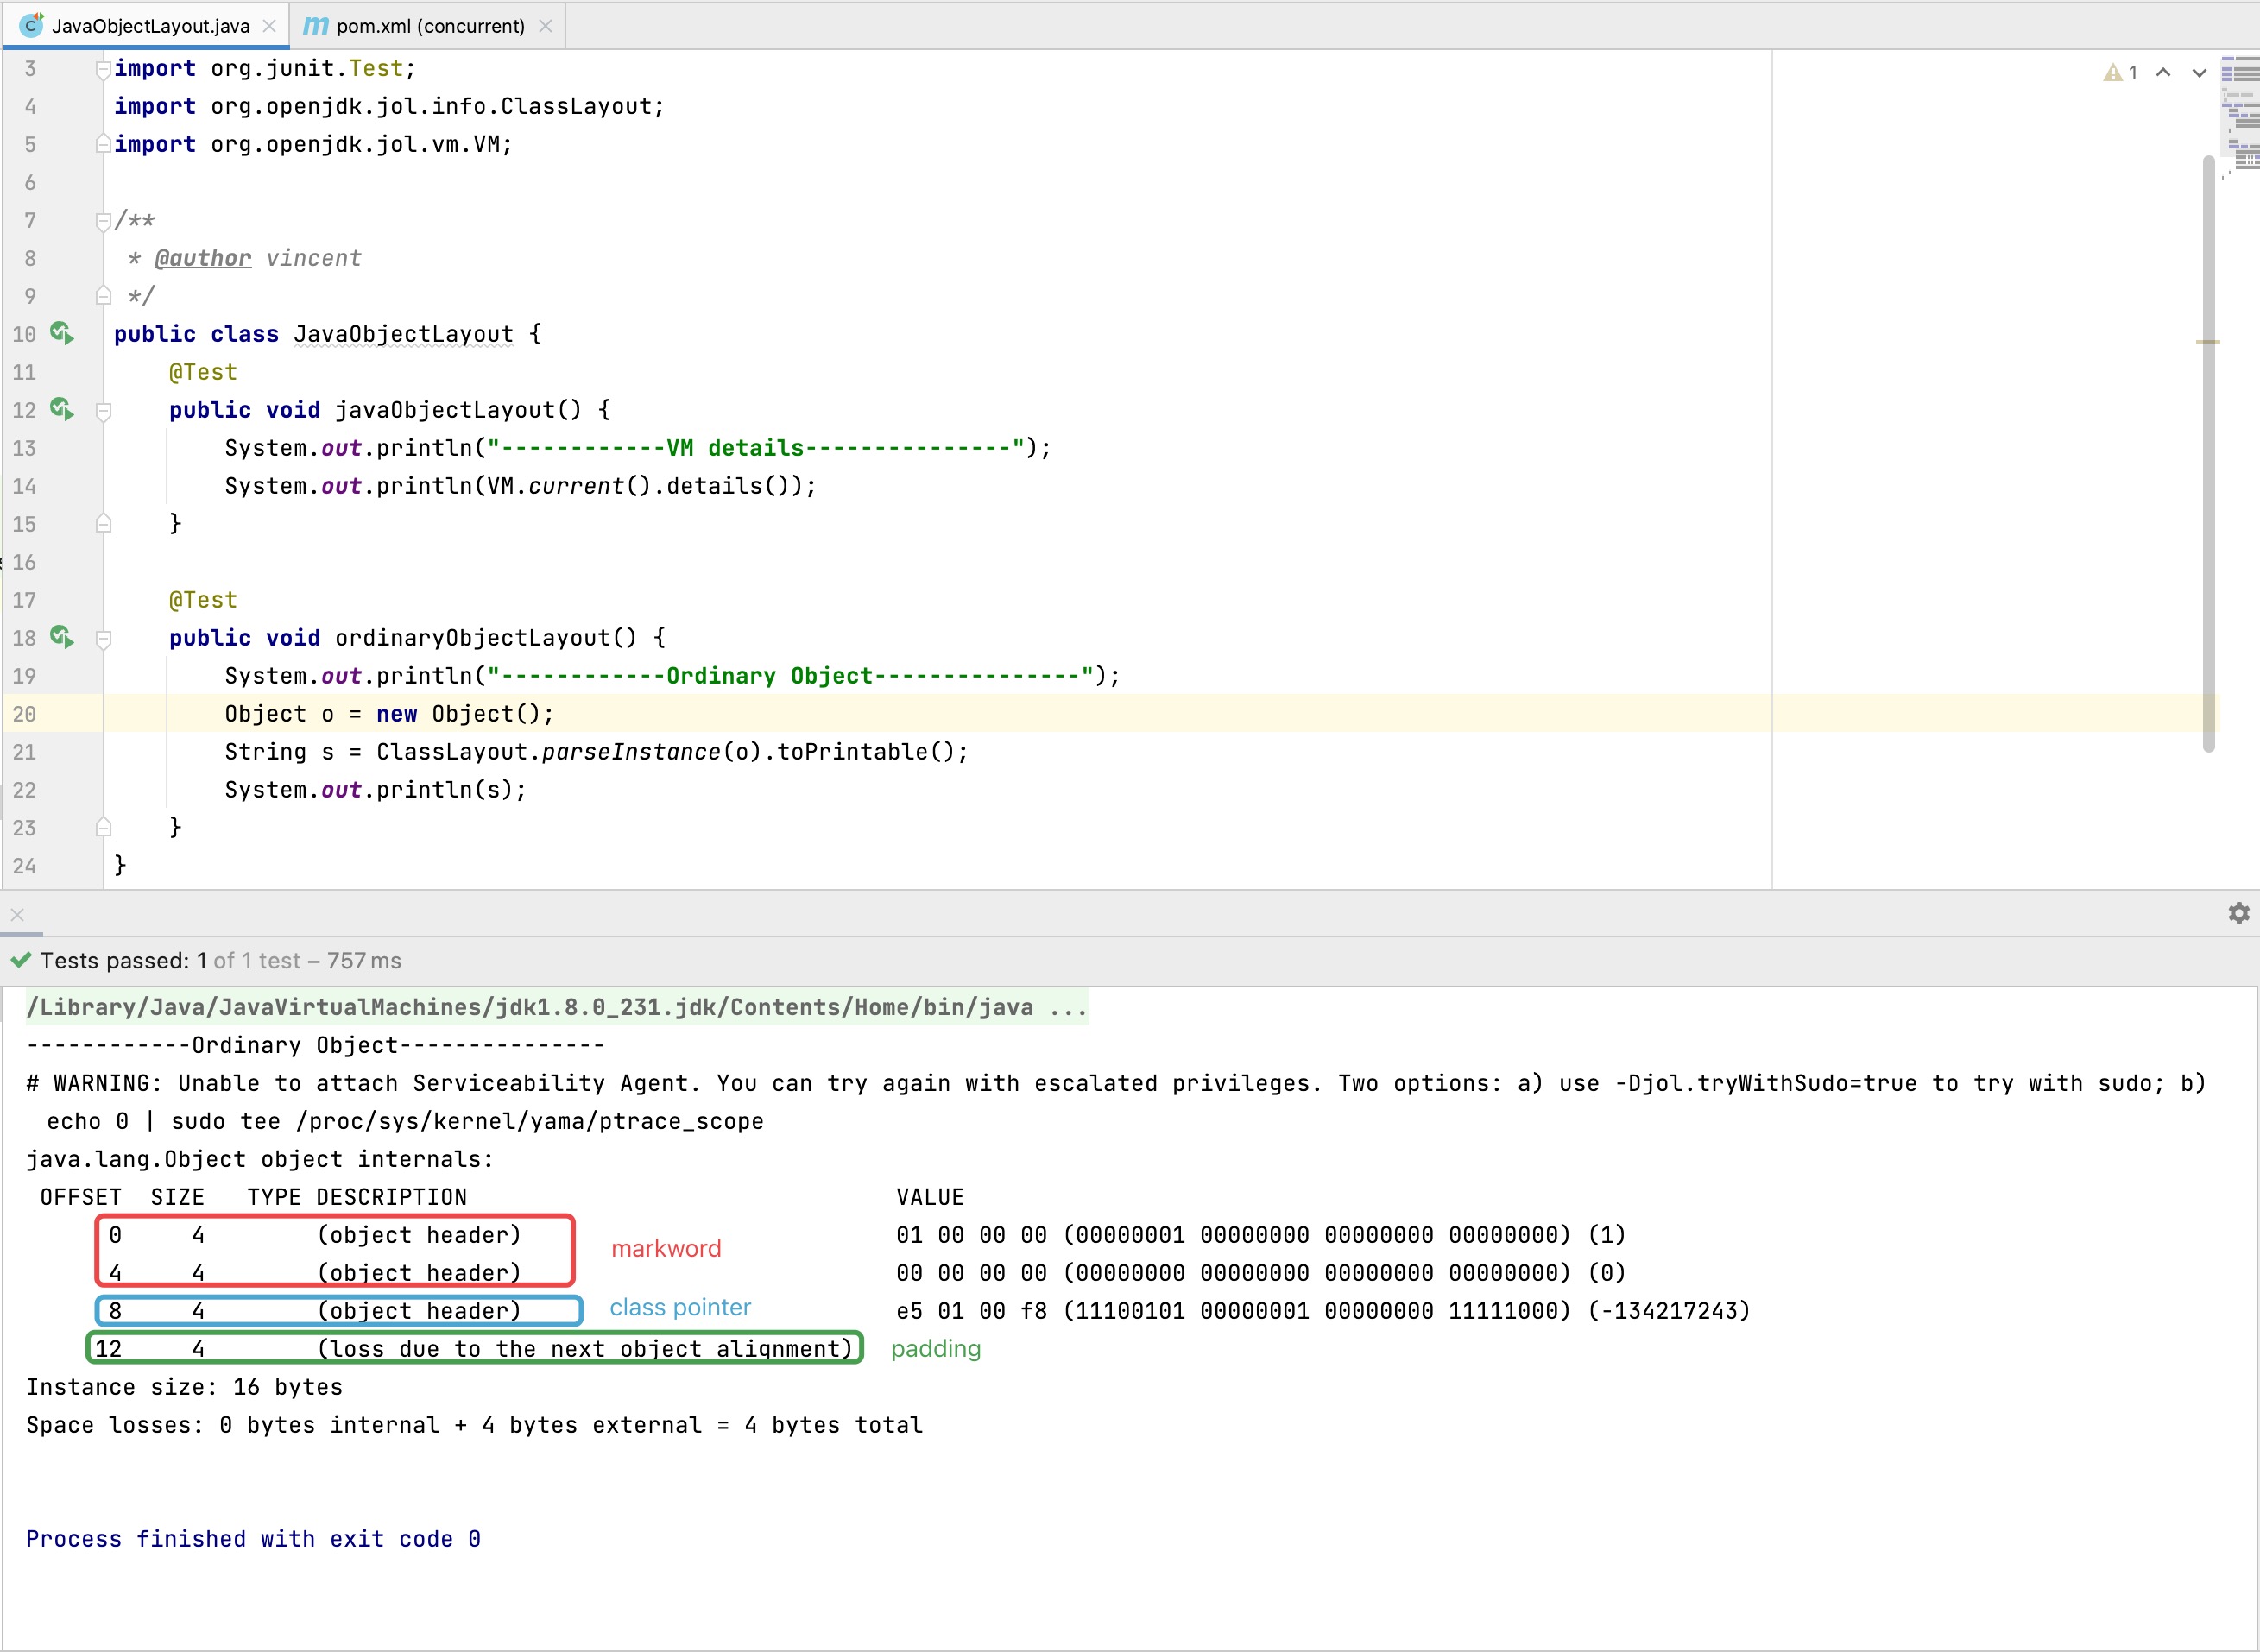 JavaObjectLayout.java pom.xml (concurrent)
3 import org.junit.Test;
4 import org.openjdk.jol.info.ClassLayout;
5 import org.openjdk.jol.vm.VM;
6
7 /**
8 * @author vincent
9 */
10 public class JavaObjectLayout {
11 @Test
12 public void javaObjectLayout() {
13 System.out.println("------------VM details---------------");
14 System.out.println(VM.current().details());
15 }
16
17 @Test
18 public void ordinaryObjectLayout() {
19 System.out.println("------------Ordinary Object---------------");
20 Object o = new Object();
21 String s = ClassLayout.parseInstance(o).toPrintable();
22 System.out.println(s);
23 }
24 }
1
Tests passed: 1 of 1 test – 757 ms
/Library/Java/JavaVirtualMachines/jdk1.8.0_231.jdk/Contents/Home/bin/java ...
------------Ordinary Object---------------
# WARNING: Unable to attach Serviceability Agent. You can try again with escalated privileges. Two options: a) use -Djol.tryWithSudo=true to try with sudo; b)
echo 0 | sudo tee /proc/sys/kernel/yama/ptrace_scope
java.lang.Object object internals:
OFFSET SIZE TYPE DESCRIPTION VALUE
0 4 (object header) 01 00 00 00 (00000001 00000000 00000000 00000000) (1)
markword
4 4 (object header) 00 00 00 00 (00000000 00000000 00000000 00000000) (0)
8 4 (object header) class pointer e5 01 00 f8 (11100101 00000001 00000000 11111000) (-134217243)
12 4 (loss due to the next object alignment) padding
Instance size: 16 bytes
Space losses: 0 bytes internal + 4 bytes external = 4 bytes total
Process finished with exit code 0